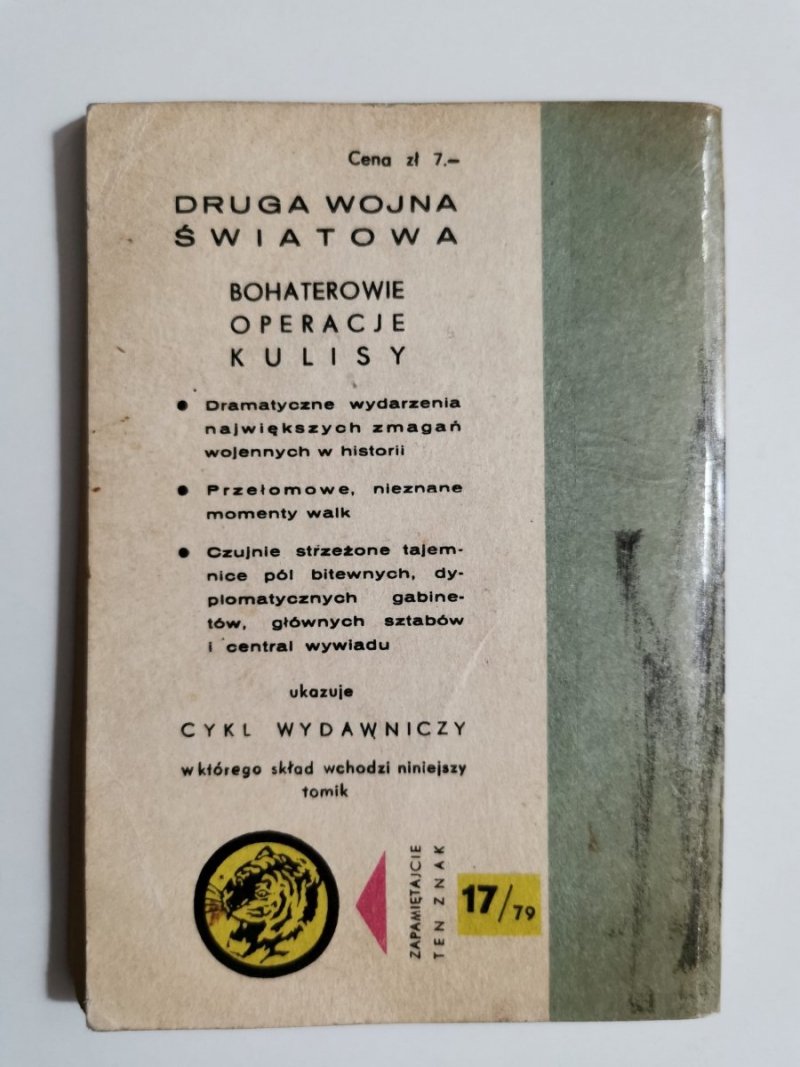 Cena zł 7.–
DRUGA WOJNA
ŚWIATOWA
BOHATEROWIE
OPERACJE
KULISY
● Dramatyczne wydarzenia
największych zmagań
wojennych w historii
● Przełomowe, nieznane
momenty walk
● Czujnie strzeżone tajem-
nice pól bitewnych, dy-
plomatycznych gabine-
tów, głównych sztabów
i central wywiadu
ukazuje
CYKL WYDAWNICZY
w którego skład wchodzi niniejszy
tomik
ZAPAMIĘTAJCIE
TEN ZNAK
17/79